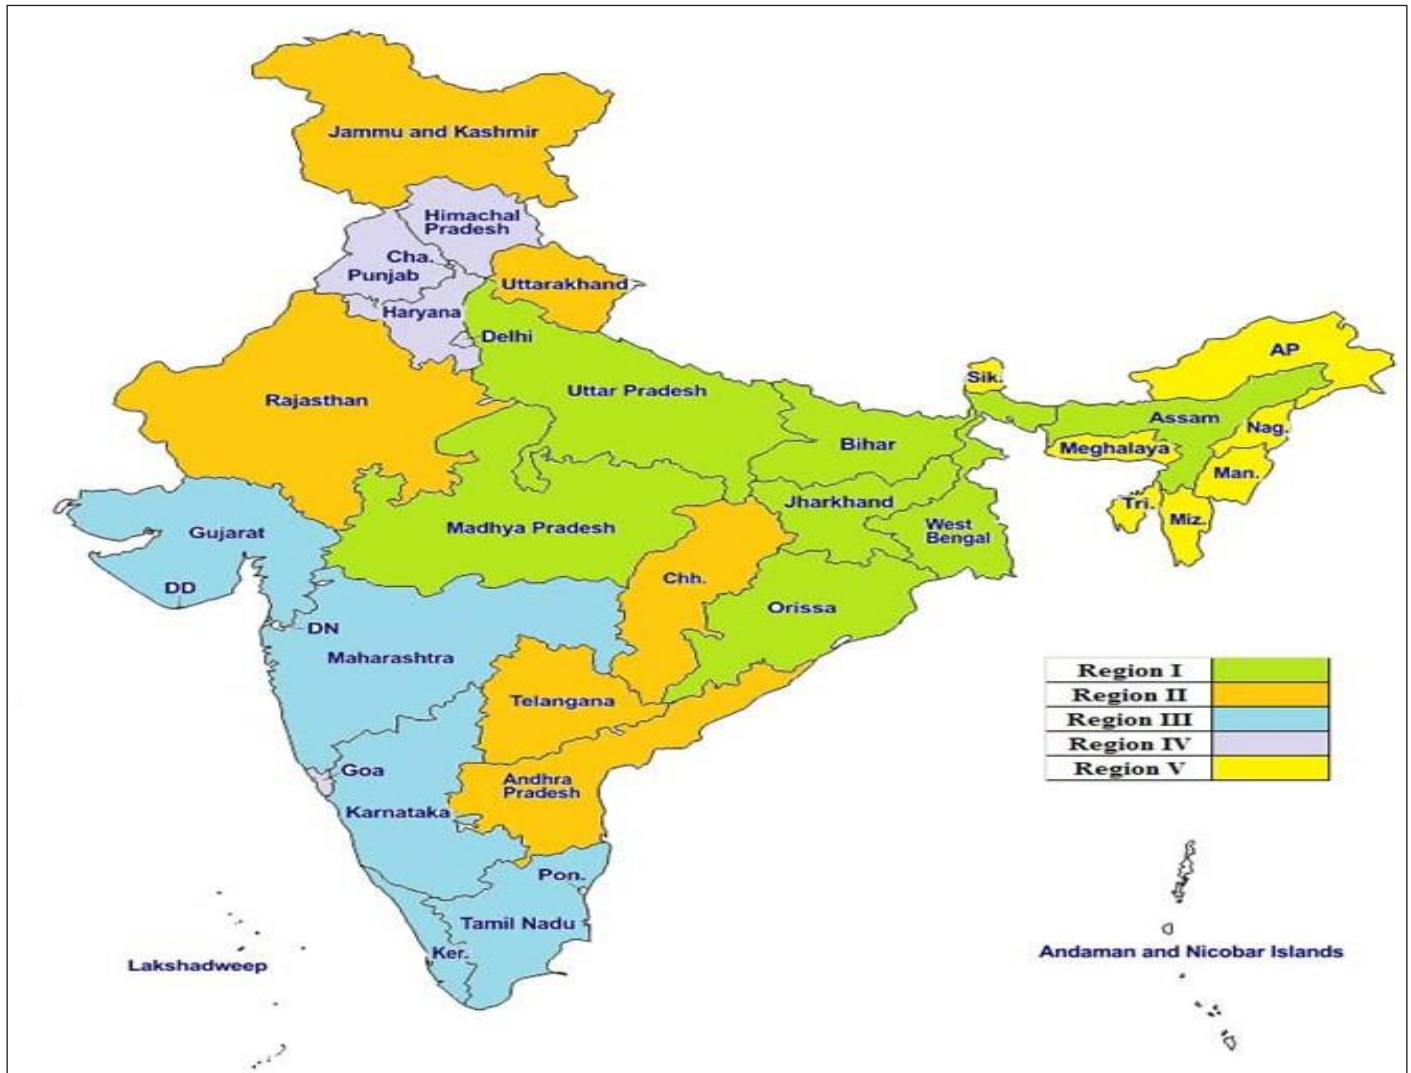 Jammu and Kashmir
Himachal
Pradesh
Cha.
Punjab
Uttarakhand
Haryana
Delhi
AP
Sik.
Uttar Pradesh
Rajasthan
Assam
Nag.
Bihar
Meghalaya
Man.
Jharkhand
Tri.
Miz.
West
Bengal
Madhya Pradesh
Gujarat
Chh.
DD
Orissa
DN
Maharashtra
Telangana
Region I
Region II
Region III
Region IV
Region V
Goa
Andhra
Pradesh
Karnataka
Pon.
Tamil Nadu
Ker.
Lakshadweep
Andaman and Nicobar Islands